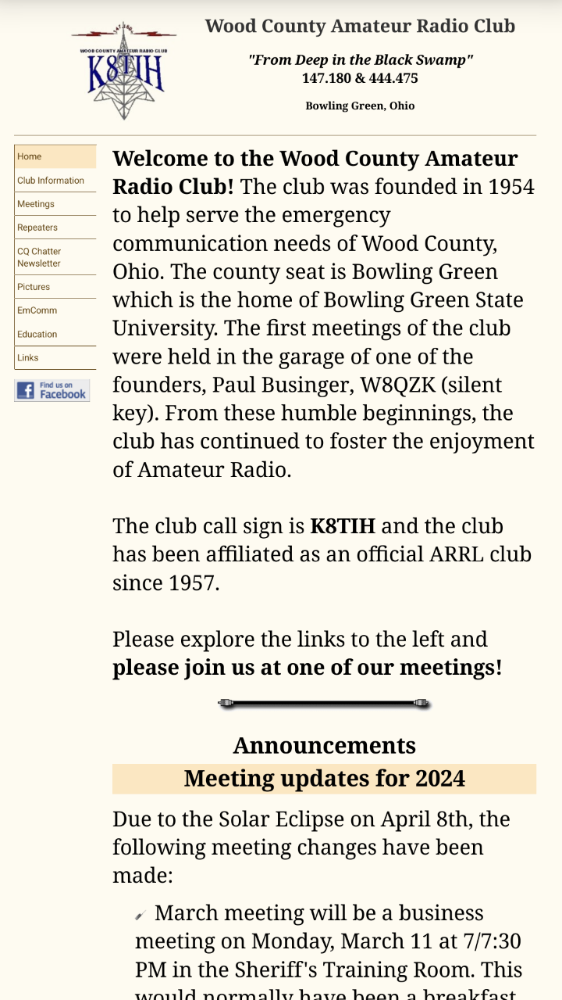 147.180
WOOD COUNTY AMATEUR RADIO CLUB
K8TIH
Wood County Amateur Radio Club
"From Deep in the Black Swamp"
147.180 & 444.475
Bowling Green, Ohio
Home
Club Information
Meetings
Repeaters
CQ Chatter
Newsletter
Pictures
EmComm
Education
Links
Find us on
Facebook
Welcome to the Wood County Amateur
Radio Club! The club was founded in 1954
to help serve the emergency
communication needs of Wood County,
Ohio. The county seat is Bowling Green
which is the home of Bowling Green State
University. The first meetings of the club
were held in the garage of one of the
founders, Paul Businger, W8QZK (silent
key). From these humble beginnings, the
club has continued to foster the enjoyment
of Amateur Radio.
The club call sign is K8TIH and the club
has been affiliated as an official ARRL club
since 1957.
Please explore the links to the left and
please join us at one of our meetings!
Announcements
Meeting updates for 2024
Due to the Solar Eclipse on April 8th, the
following meeting changes have been
made:
March meeting will be a business
meeting on Monday, March 11 at 7/7:30
PM in the Sheriff's Training Room. This
would normally have been a breakfast